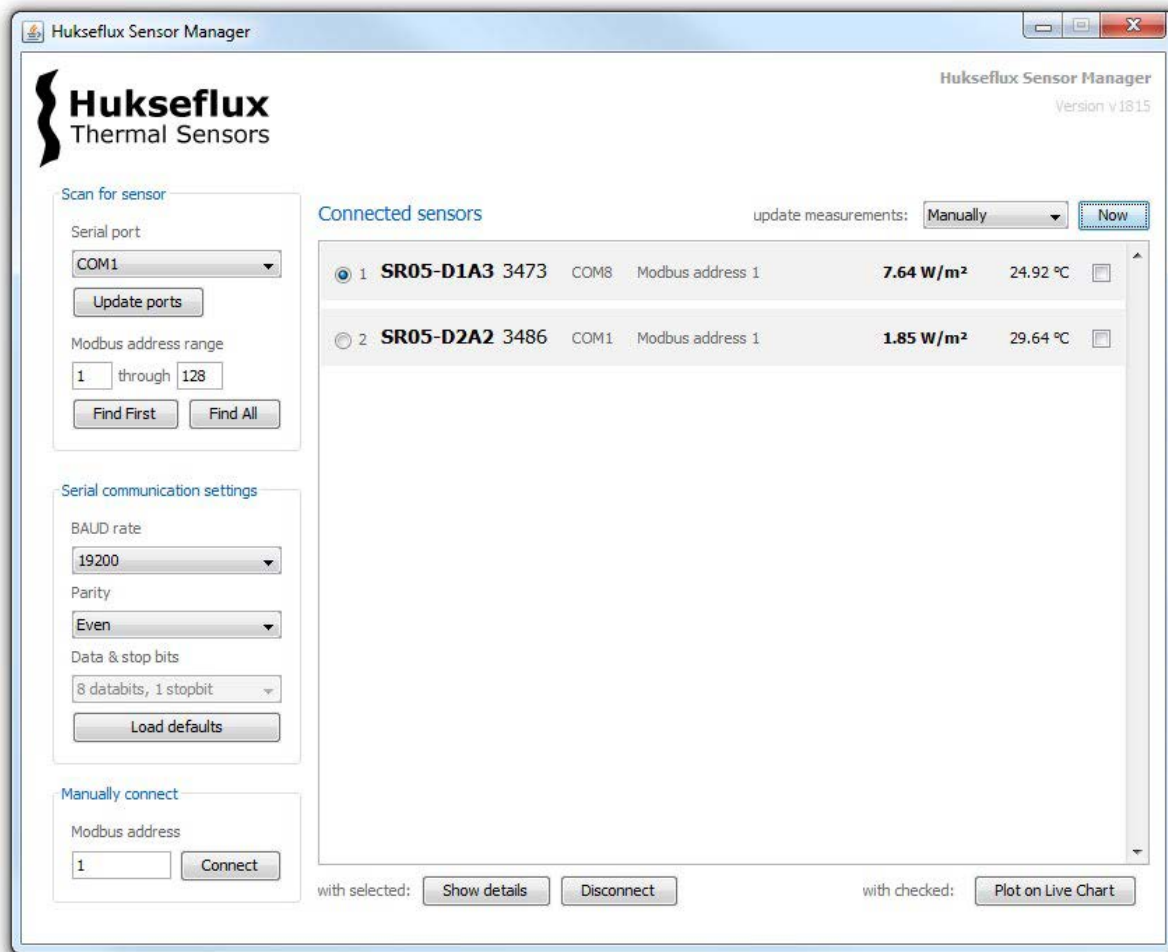 Hukseflux Sensor Manager
Hukseflux
Thermal Sensors
Hukseflux Sensor Manager
Version v1815
Scan for sensor
Serial port
COM1
Update ports
Modbus address range
1 through 128
Find First Find All
Serial communication settings
BAUD rate
19200
Parity
Even
Data & stop bits
8 databits, 1 stopbit
Load defaults
Manually connect
Modbus address
1 Connect
Connected sensors update measurements: Manually Now
1 SR05-D1A3 3473 COM8 Modbus address 1 7.64 W/m² 24.92 ºC
2 SR05-D2A2 3486 COM1 Modbus address 1 1.85 W/m² 29.64 ºC
with selected: Show details Disconnect with checked: Plot on Live Chart